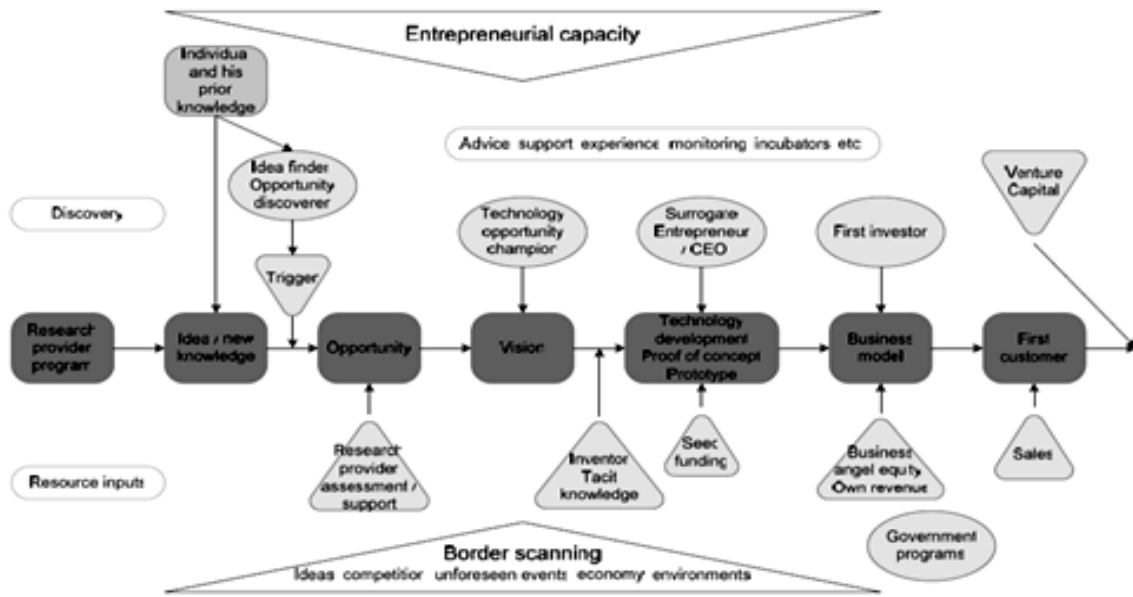 Entrepreneurial capacity
Individua
and his
prior
knowledge
Advice support experience monitoring incubators etc
Idea finder
Opportunity
discoverer
Venture
Capital
Discovery
Technology
opportunity
champion
Surrogate
Entrepreneur
/ CEO
First investor
Trigger
Research
provider
program
Idea / new
knowledge
Opportunity
Vision
Technology
development
Proof of concept
Prototype
Business
model
First
customer
Research
provider
assessment /
support
Inventor
Tacit
knowledge
Seed
funding
Business
angel equity
Own revenue
Sales
Resource inputs
Government
programs
Border scanning
Ideas competition unforeseen events economy environments